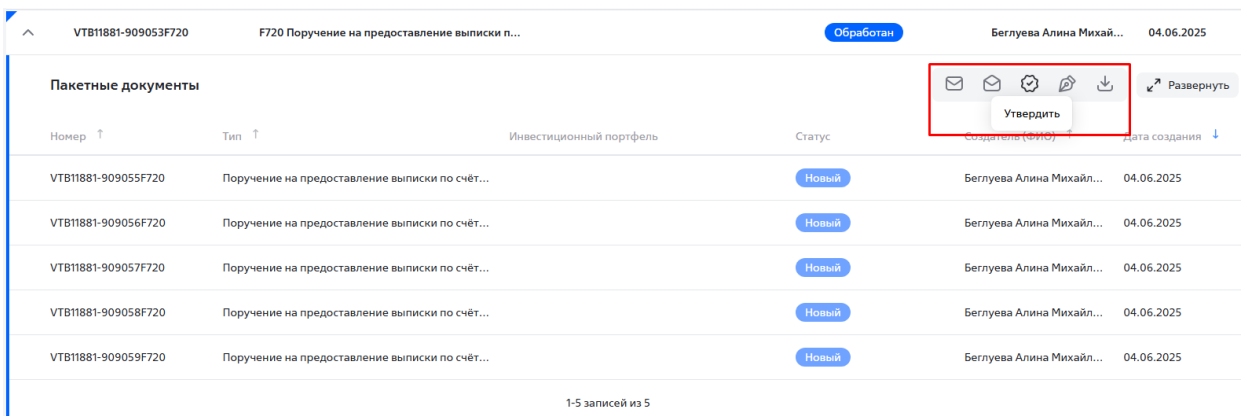 VTB11881-909053F720 F720 Поручение на предоставление выписки п... Обработан Беглуева Алина Михай... 04.06.2025
Пакетные документы Развернуть
Утвердить
Номер ↑ Тип ↑ Инвестиционный портфель Статус Создатель (ФИО) ↑ Дата создания ↓
VTB11881-909055F720 Поручение на предоставление выписки по счёт... Новый Беглуева Алина Михайл... 04.06.2025
VTB11881-909056F720 Поручение на предоставление выписки по счёт... Новый Беглуева Алина Михайл... 04.06.2025
VTB11881-909057F720 Поручение на предоставление выписки по счёт... Новый Беглуева Алина Михайл... 04.06.2025
VTB11881-909058F720 Поручение на предоставление выписки по счёт... Новый Беглуева Алина Михайл... 04.06.2025
VTB11881-909059F720 Поручение на предоставление выписки по счёт... Новый Беглуева Алина Михайл... 04.06.2025
1-5 записей из 5